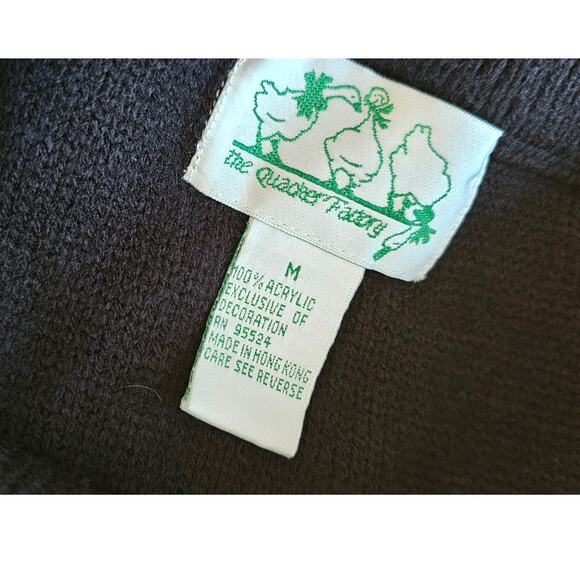 the Quacker Factory
M
100% ACRYLIC
EXCLUSIVE OF
DECORATION
RN 95524
MADE IN HONG KONG
CARE SEE REVERSE